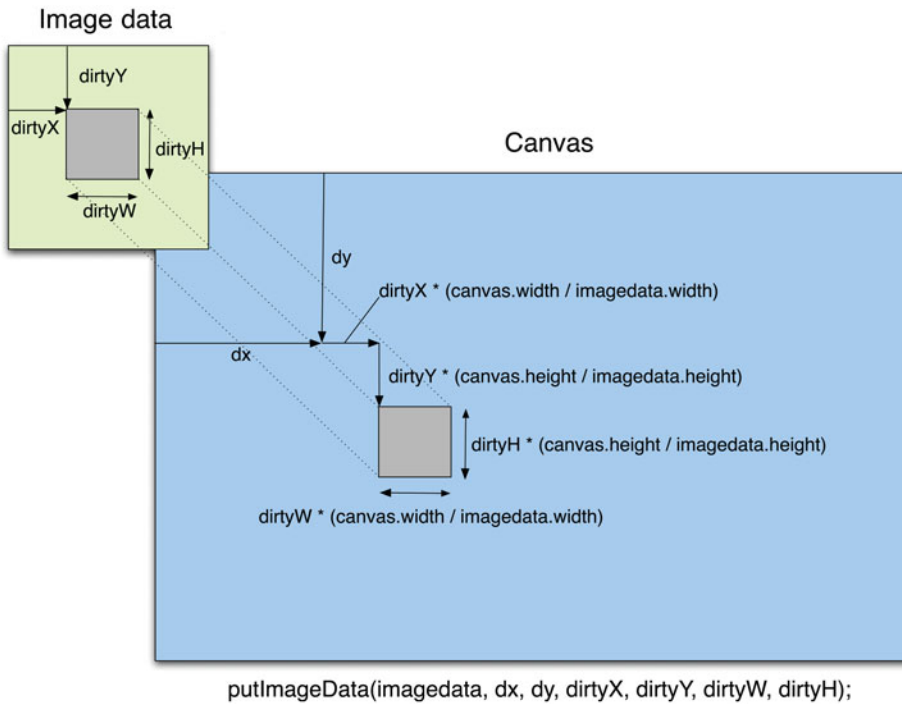 Image data
dirtyY
dirtyX
dirtyH
dirtyW
Canvas
dy
dirtyX * (canvas.width / imagedata.width)
dx
dirtyY * (canvas.height / imagedata.height)
dirtyH * (canvas.height / imagedata.height)
dirtyW * (canvas.width / imagedata.width)
putImageData(imagedata, dx, dy, dirtyX, dirtyY, dirtyW, dirtyH);